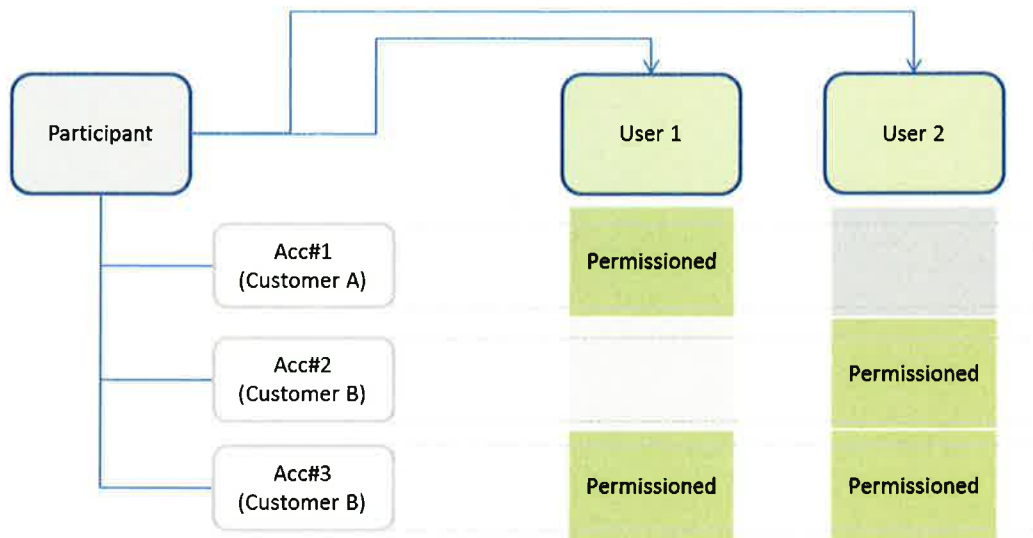 Participant
User 1
User 2
Acc#1
(Customer A)
Permissioned
Acc#2
(Customer B)
Permissioned
Acc#3
(Customer B)
Permissioned
Permissioned